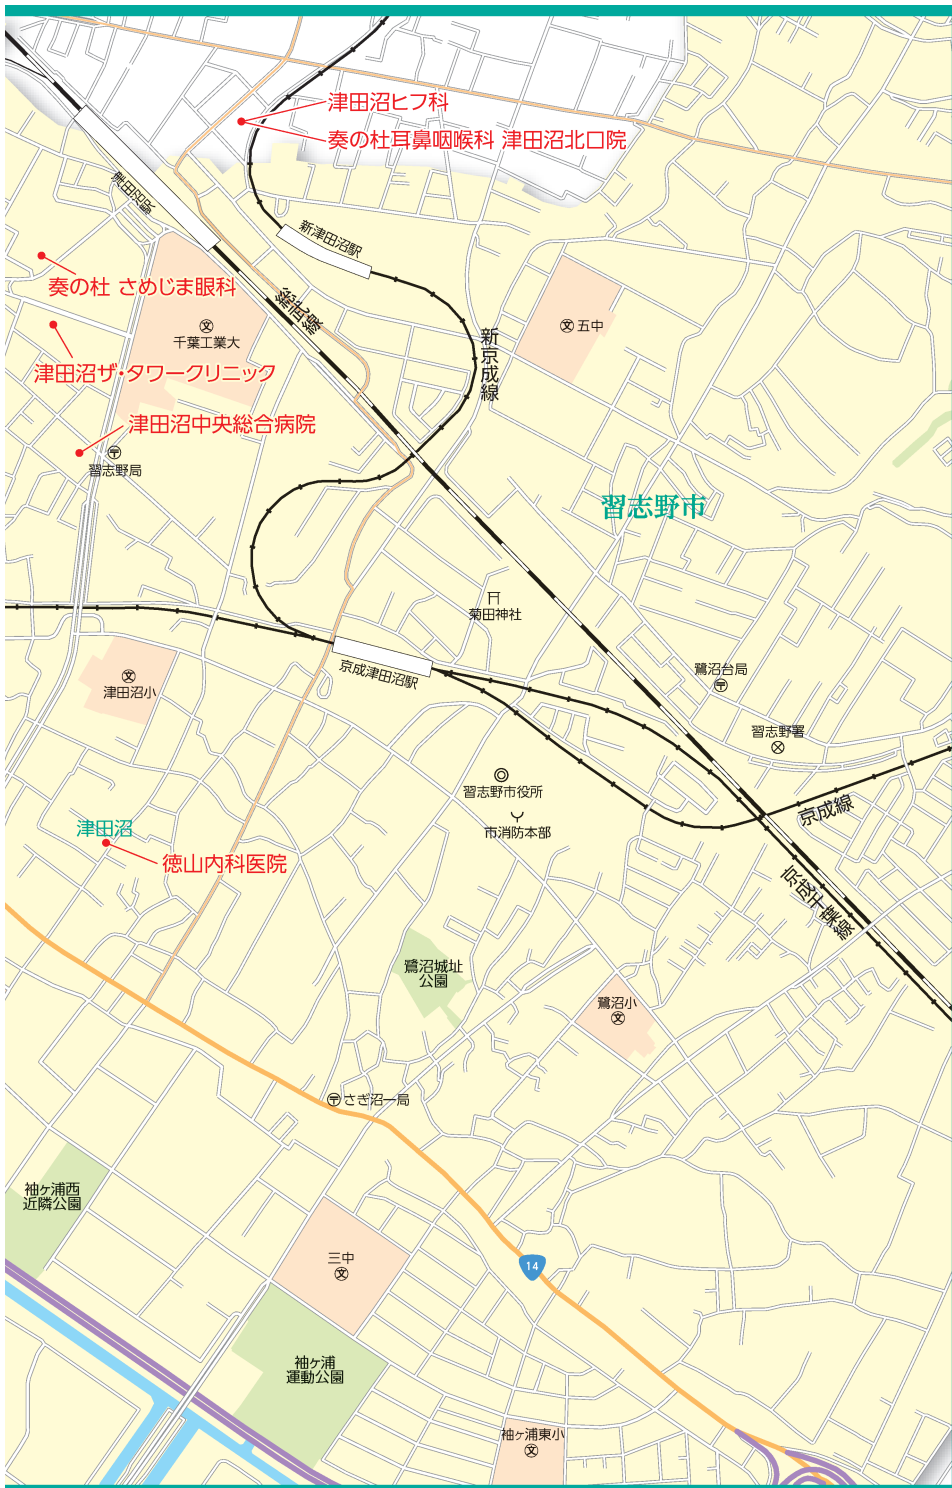 津田沼ヒフ科
奏の杜耳鼻咽喉科 津田沼北口院
津田沼駅
新津田沼駅
奏の杜 さめじま眼科
総武線
千葉工業大
五中
新京成線
津田沼ザ・タワークリニック
津田沼中央総合病院
習志野局
習志野市
菊田神社
京成津田沼駅
鷺沼台局
津田沼小
習志野署
習志野市役所
市消防本部
京成線
津田沼
徳山内科医院
京成千葉線
鷺沼城址
公園
鷺沼小
さぎ沼一局
袖ヶ浦西
近隣公園
三中
14
袖ヶ浦
運動公園
袖ヶ浦東小